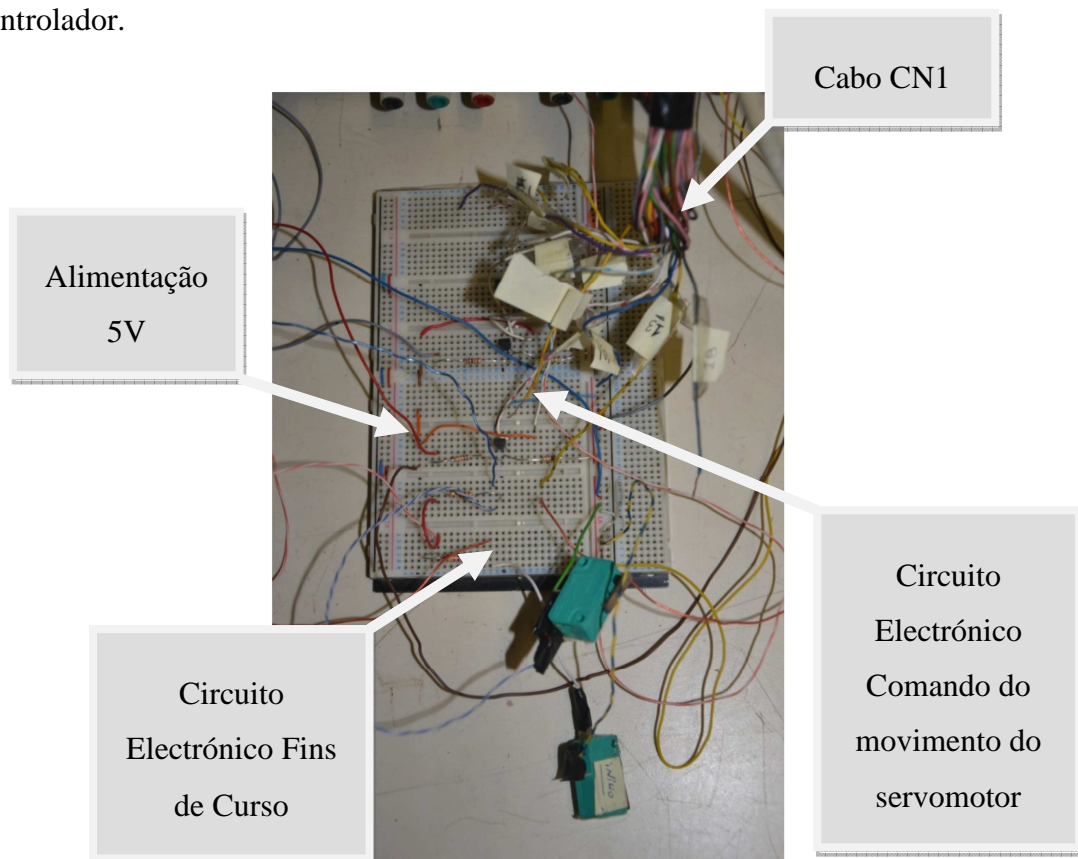 ntrolador.
Cabo CN1
Alimentação
5V
Circuito
Electrónico Fins
de Curso
Circuito
Electrónico
Comando do
movimento do
servomotor